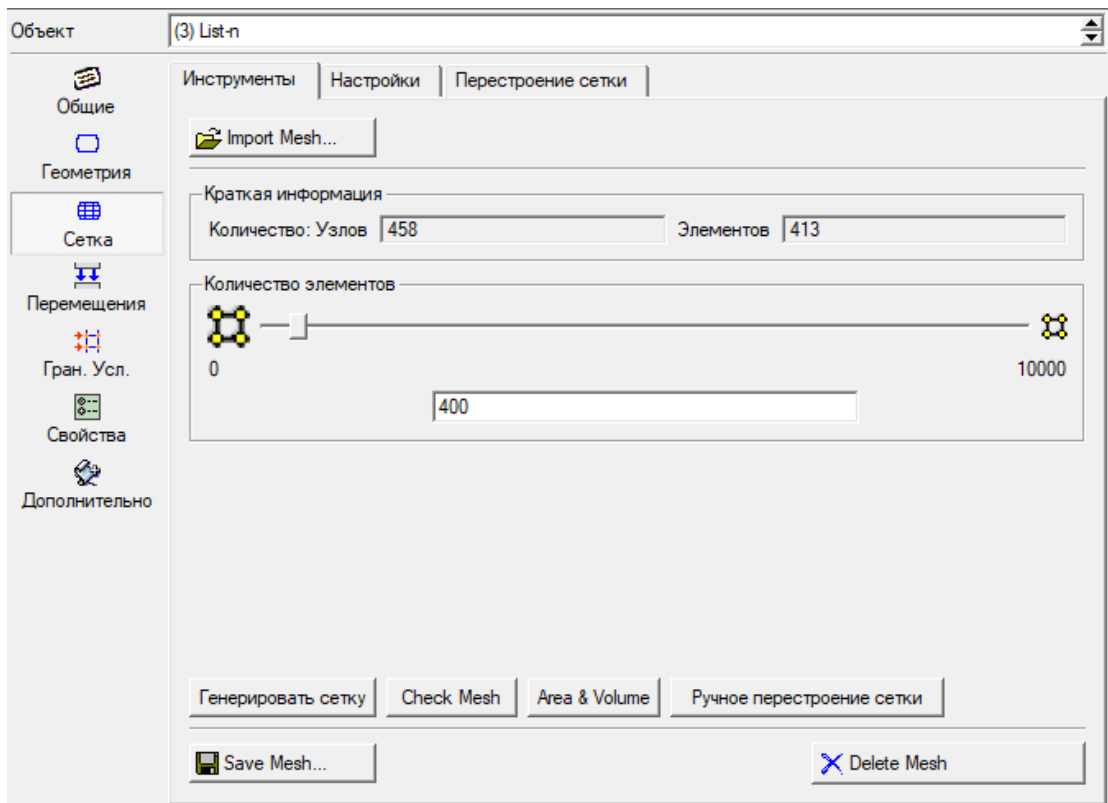 Объект
(3) List-n
Общие
Геометрия
Сетка
Перемещения
Гран. Усл.
Свойства
Дополнительно
Инструменты Настройки Перестроение сетки
Import Mesh...
Краткая информация
Количество: Узлов 458 Элементов 413
Количество элементов
0 10000
400
Генерировать сетку Check Mesh Area & Volume Ручное перестроение сетки
Save Mesh... Delete Mesh